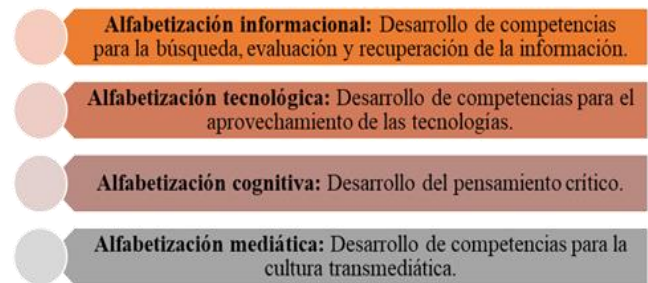 Alfabetización informacional: Desarrollo de competencias
para la búsqueda, evaluación y recuperación de la información.
Alfabetización tecnológica: Desarrollo de competencias para el
aprovechamiento de las tecnologías.
Alfabetización cognitiva: Desarrollo del pensamiento crítico.
Alfabetización mediática: Desarrollo de competencias para la
cultura transmediática.